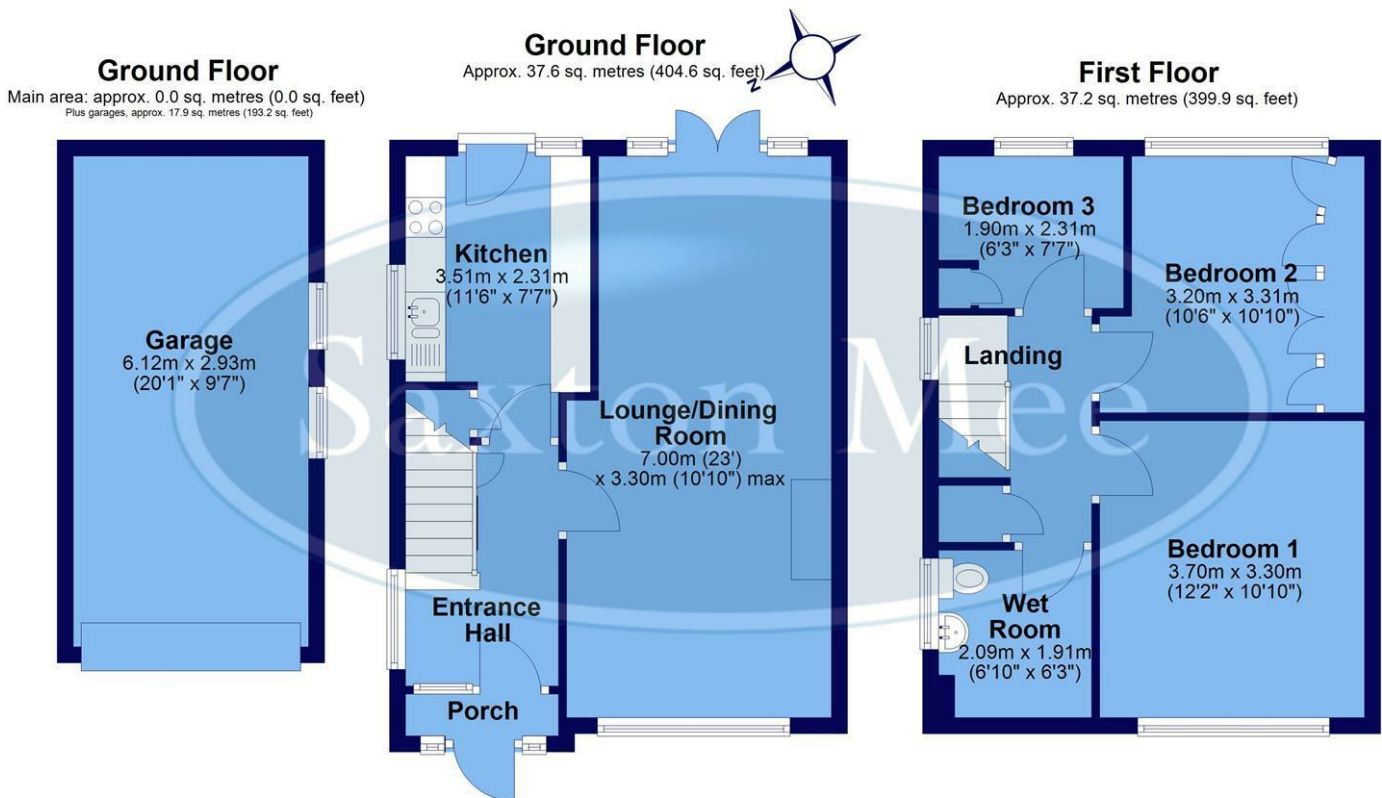 Ground Floor
Main area: approx. 0.0 sq. metres (0.0 sq. feet)
Plus garages, approx. 17.9 sq. metres (193.2 sq. feet)
Garage
6.12m x 2.93m
(20'1" x 9'7")
Ground Floor
Approx. 37.6 sq. metres (404.6 sq. feet)
N
Kitchen
3.51m x 2.31m
(11'6" x 7'7")
Lounge/Dining
Room
7.00m (23')
x 3.30m (10'10") max
Entrance
Hall
Porch
First Floor
Approx. 37.2 sq. metres (399.9 sq. feet)
Bedroom 3
1.90m x 2.31m
(6'3" x 7'7")
Bedroom 2
3.20m x 3.31m
(10'6" x 10'10")
Landing
Bedroom 1
3.70m x 3.30m
(12'2" x 10'10")
Wet
Room
2.09m x 1.91m
(6'10" x 6'3")
Saxton Mee